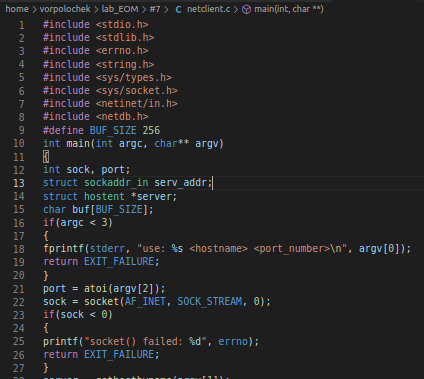 home > vorpolochek > lab_EOM > #7 > C netclient.c > main(int, char **)
1 #include <stdio.h>
2 #include <stdlib.h>
3 #include <errno.h>
4 #include <string.h>
5 #include <sys/types.h>
6 #include <sys/socket.h>
7 #include <netinet/in.h>
8 #include <netdb.h>
9 #define BUF_SIZE 256
10 int main(int argc, char** argv)
11 {
12 int sock, port;
13 struct sockaddr_in serv_addr;
14 struct hostent *server;
15 char buf[BUF_SIZE];
16 if(argc < 3)
17 {
18 fprintf(stderr, "use: %s <hostname> <port_number>\n", argv[0]);
19 return EXIT_FAILURE;
20 }
21 port = atoi(argv[2]);
22 sock = socket(AF_INET, SOCK_STREAM, 0);
23 if(sock < 0)
24 {
25 printf("socket() failed: %d", errno);
26 return EXIT_FAILURE;
27 }